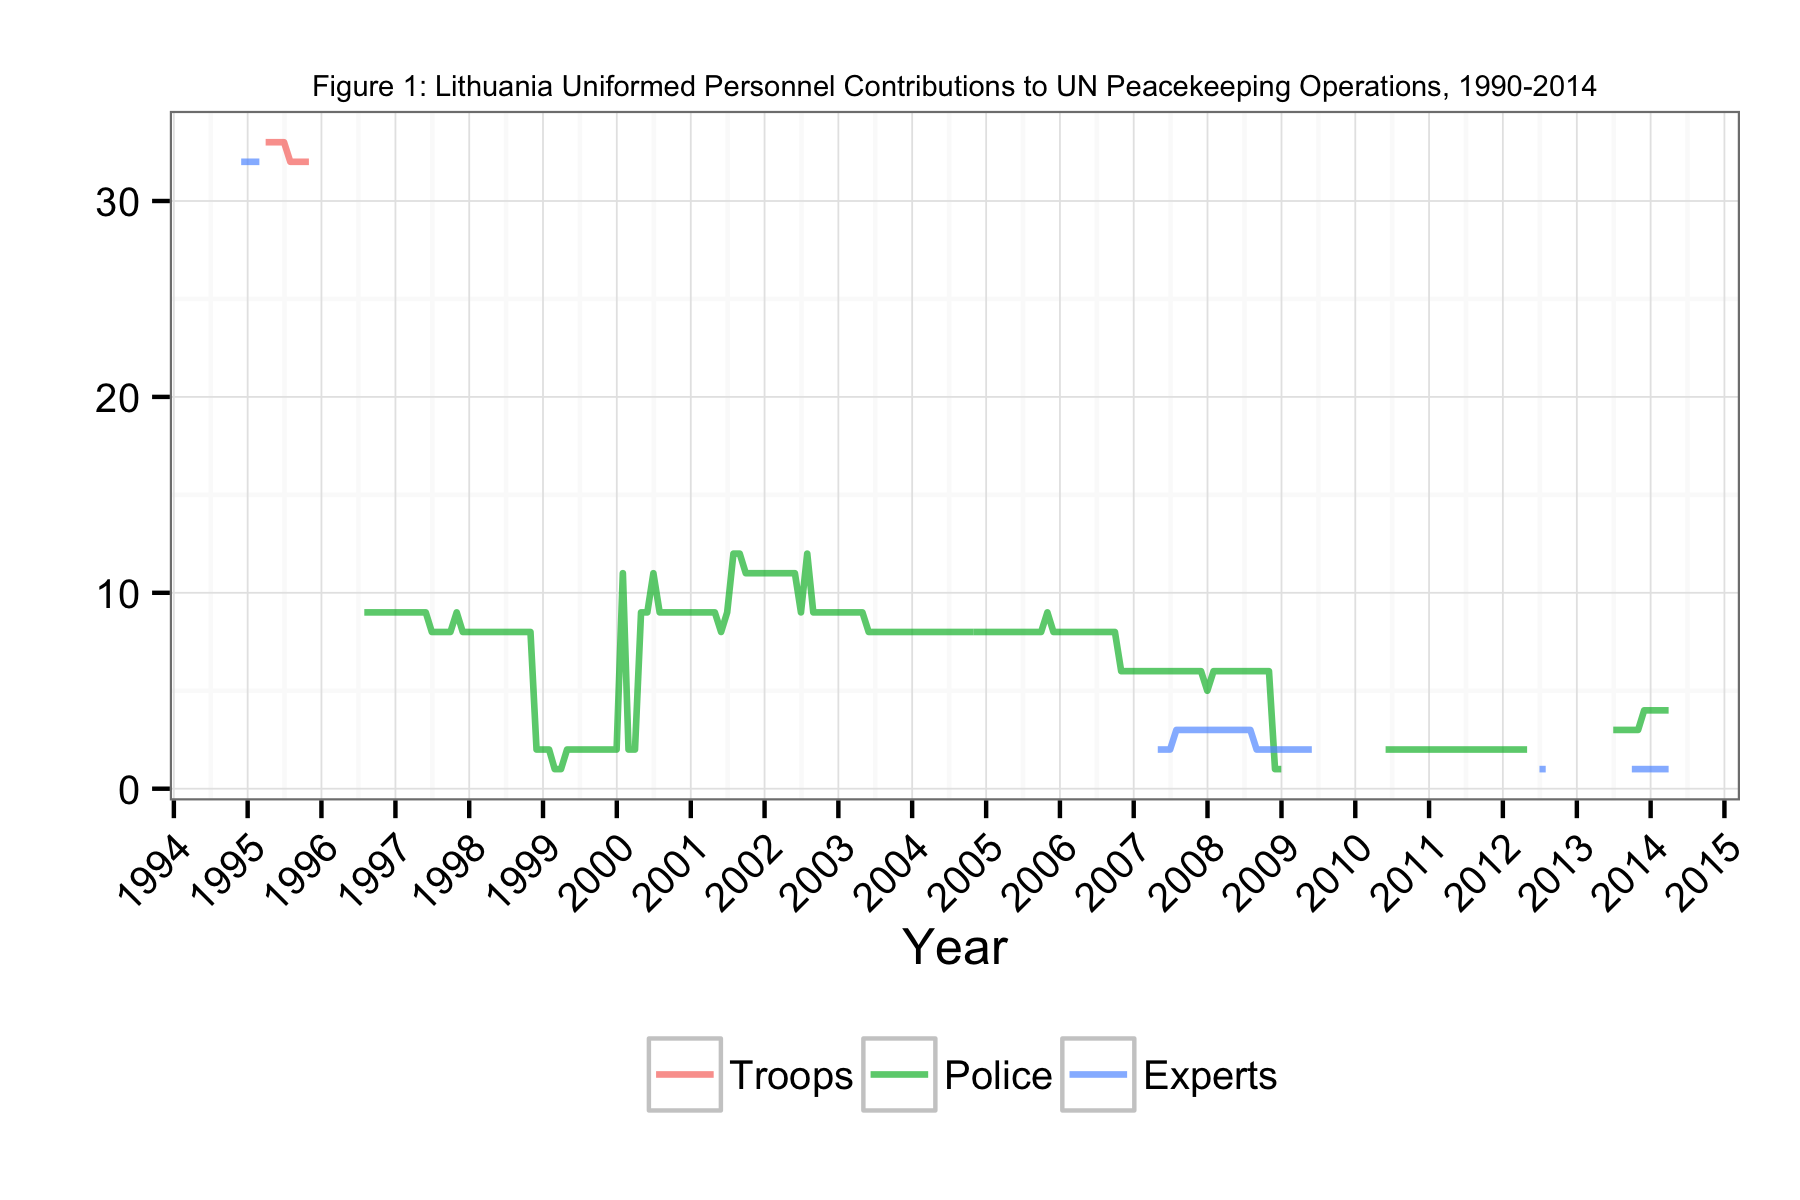 Figure 1: Lithuania Uniformed Personnel Contributions to UN Peacekeeping Operations, 1990-2014
30
20
10
0
1994 1995 1996 1997 1998 1999 2000 2001 2002 2003 2004 2005 2006 2007 2008 2009 2010 2011 2012 2013 2014 2015
Year
Troops Police Experts